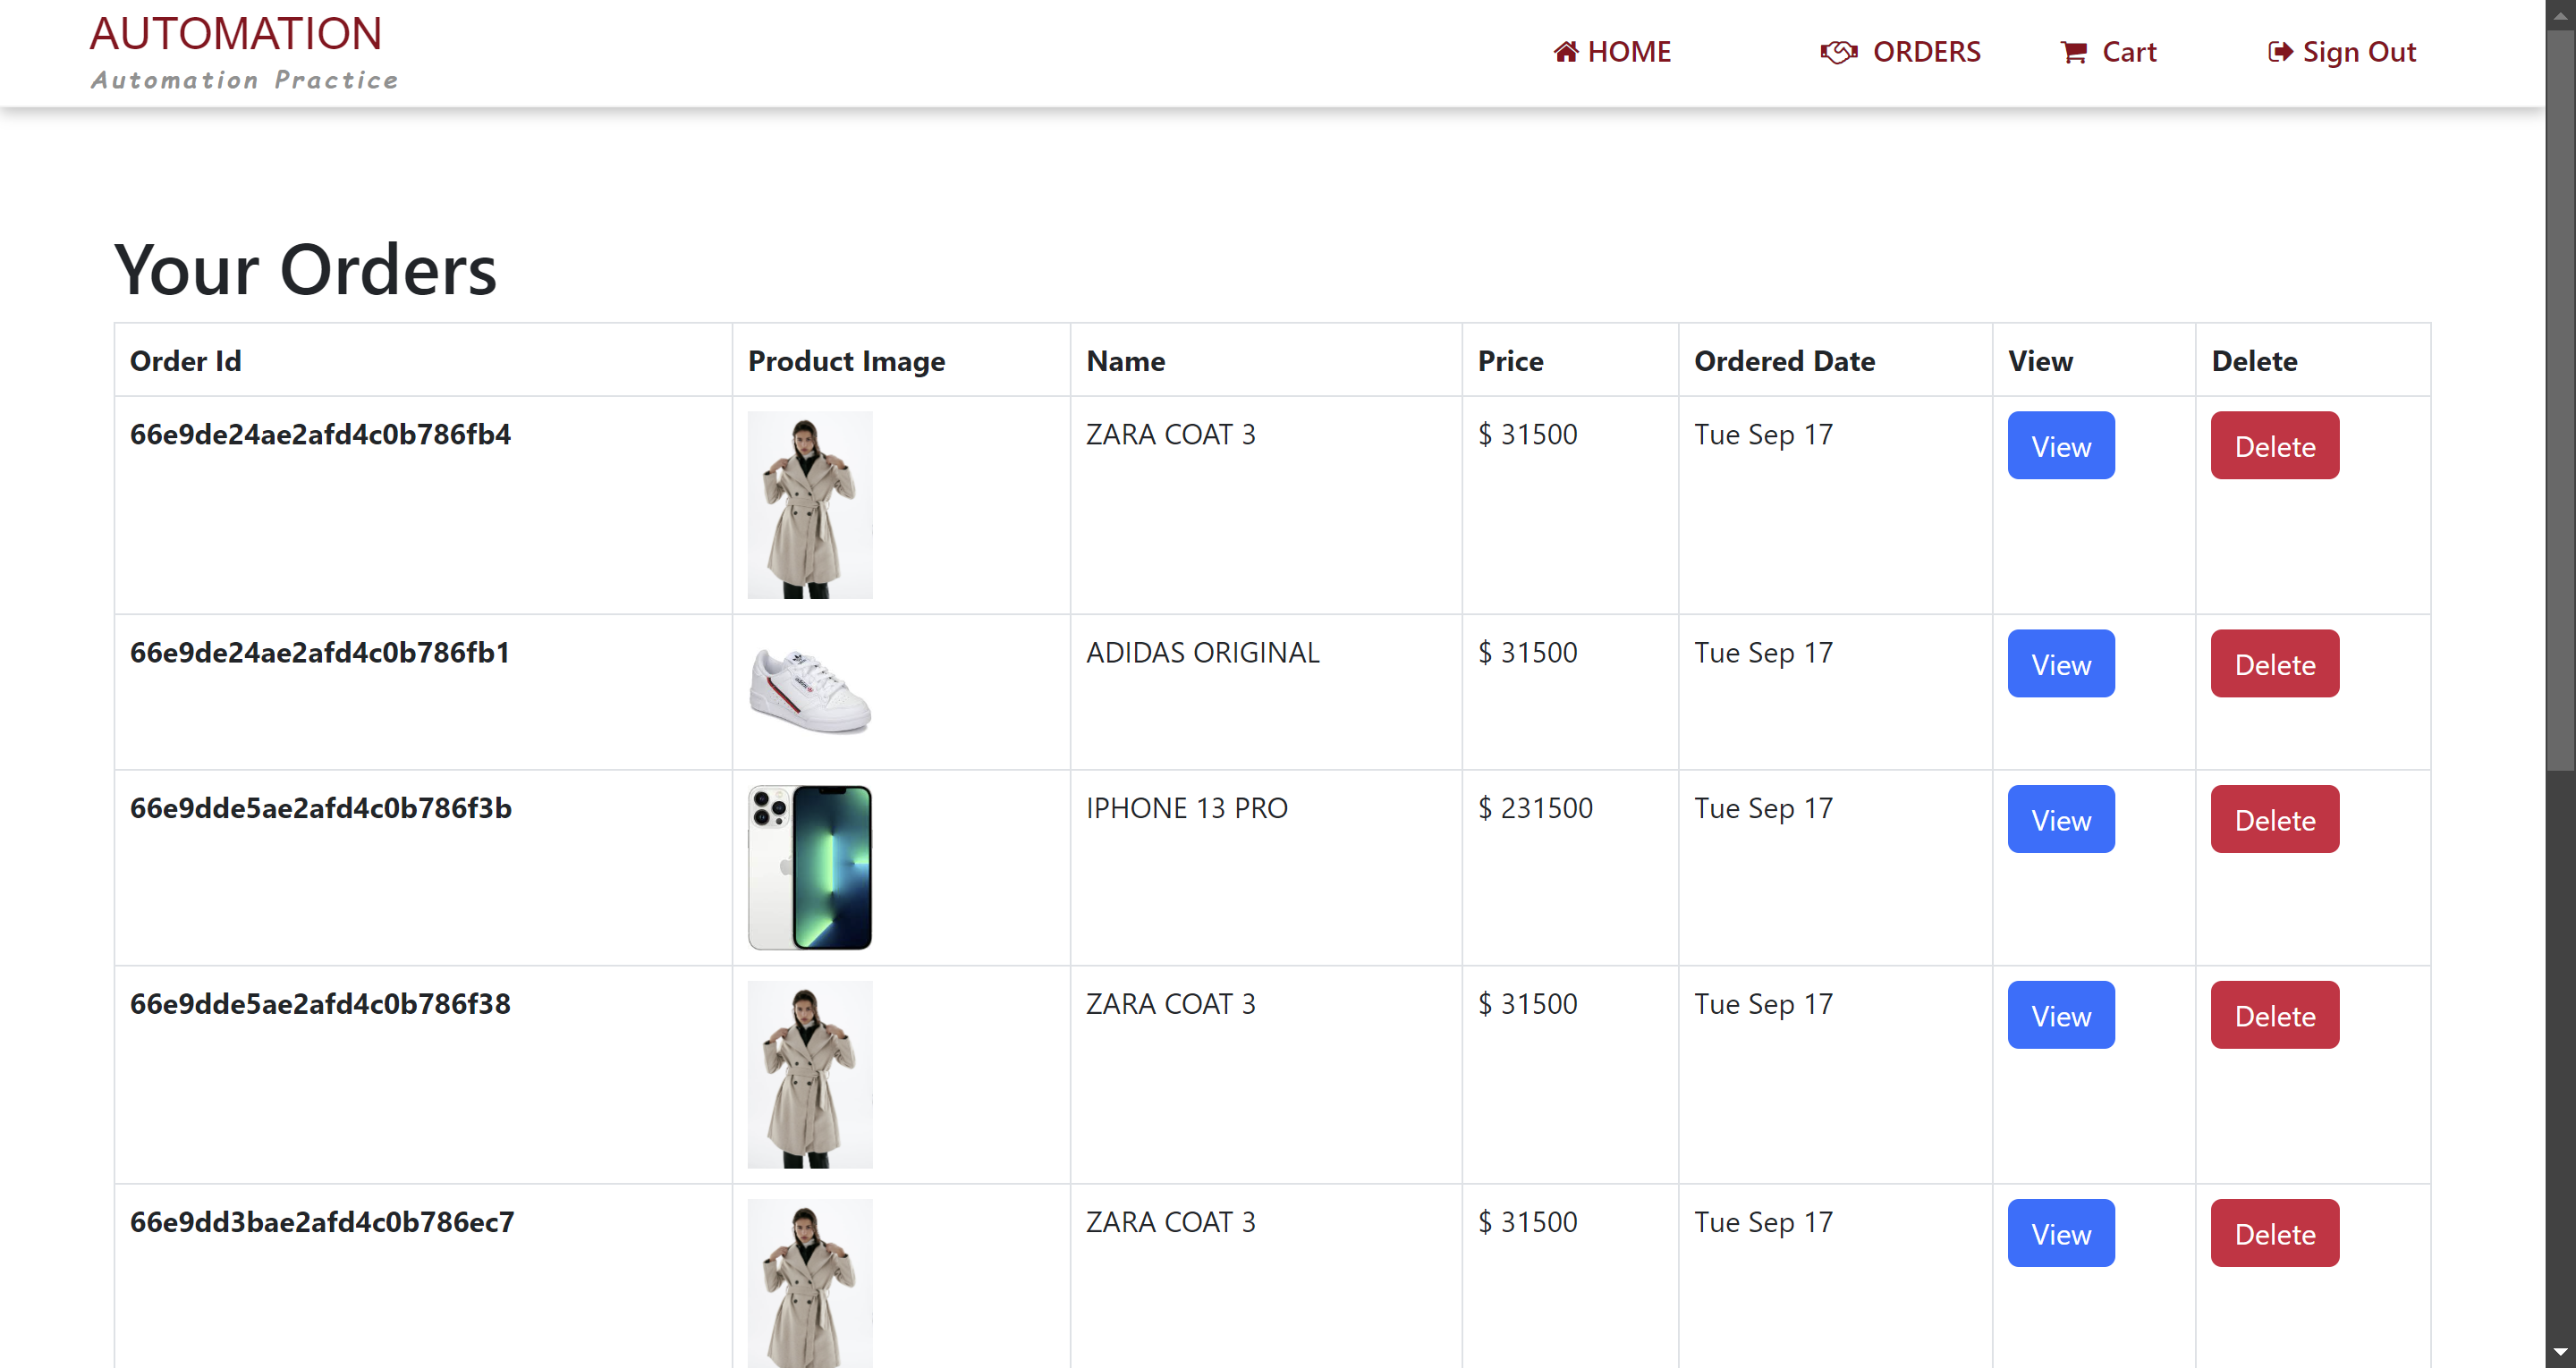 AUTOMATION
Automation Practice
HOME ORDERS Cart Sign Out
Your Orders
Order Id Product Image Name Price Ordered Date View Delete
66e9de24ae2afd4c0b786fb4 ZARA COAT 3 $ 31500 Tue Sep 17 View Delete
66e9de24ae2afd4c0b786fb1 ADIDAS ORIGINAL $ 31500 Tue Sep 17 View Delete
66e9dde5ae2afd4c0b786f3b IPHONE 13 PRO $ 231500 Tue Sep 17 View Delete
66e9dde5ae2afd4c0b786f38 ZARA COAT 3 $ 31500 Tue Sep 17 View Delete
66e9dd3bae2afd4c0b786ec7 ZARA COAT 3 $ 31500 Tue Sep 17 View Delete